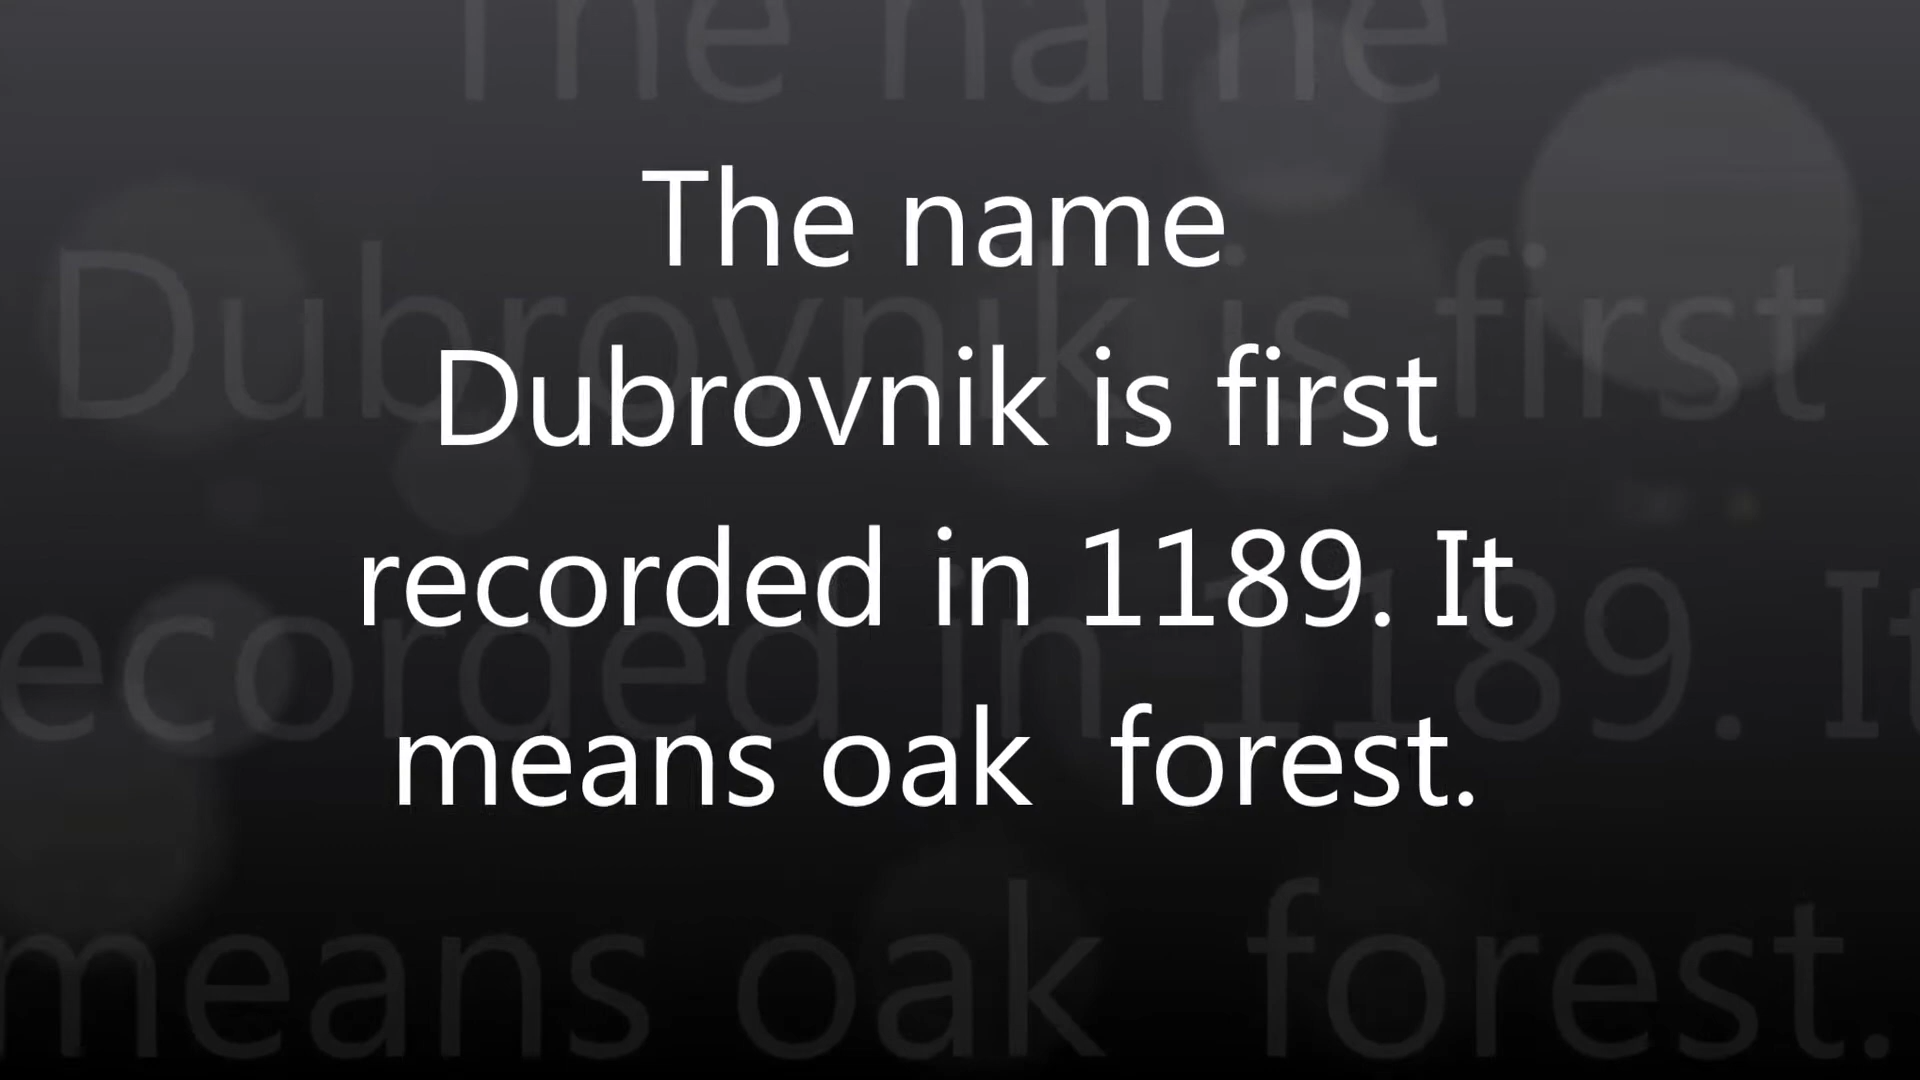 The name
Dubrovnik is first
recorded in 1189. It
means oak  forest.